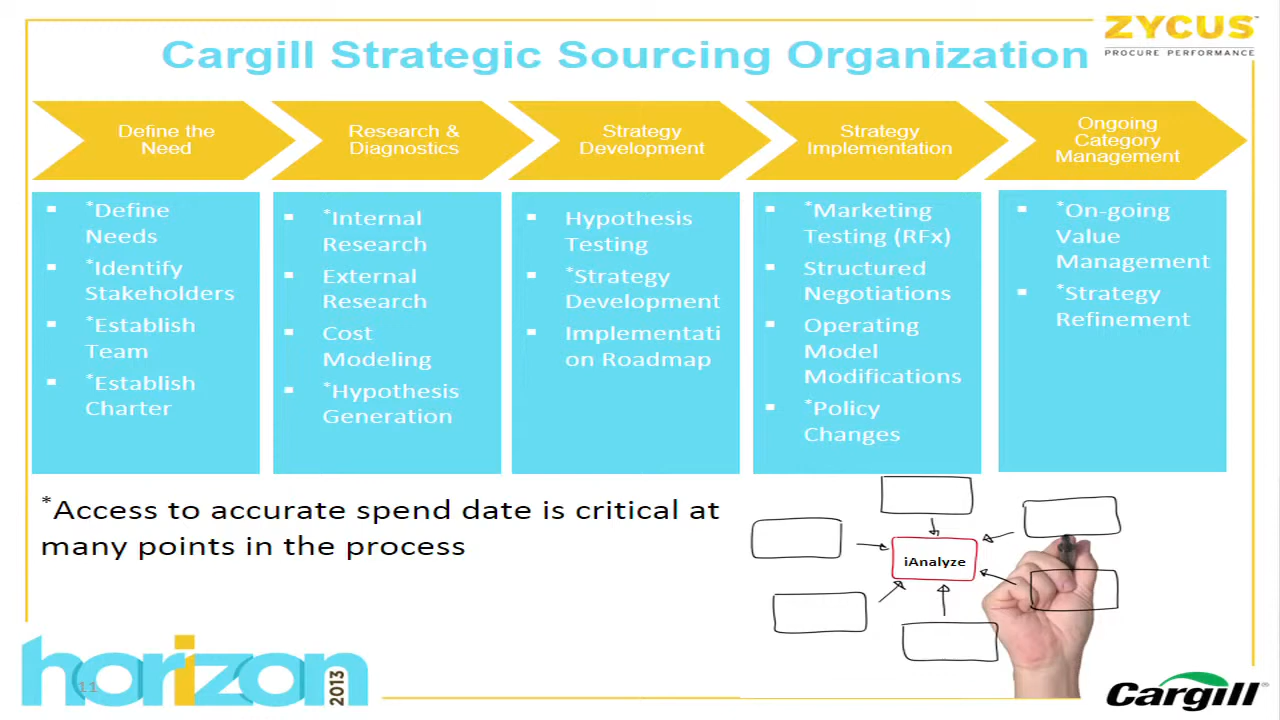 ZYCUS
PROCURE PERFORMANCE
Cargill Strategic Sourcing Organization
Define the
Need
Research &
Diagnostics
Strategy
Development
Strategy
Implementation
Ongoing
Category
Management
▪ *Define
Needs
▪ *Identify
Stakeholders
▪ *Establish
Team
▪ *Establish
Charter
▪ *Internal
Research
▪ External
Research
▪ Cost
Modeling
▪ *Hypothesis
Generation
▪ Hypothesis
Testing
▪ *Strategy
Development
▪ Implementati
on Roadmap
▪ *Marketing
Testing (RFx)
▪ Structured
Negotiations
▪ Operating
Model
Modifications
▪ *Policy
Changes
▪ *On-going
Value
Management
▪ *Strategy
Refinement
*Access to accurate spend date is critical at
many points in the process
iAnalyze
horizon
2013
11
Cargill®